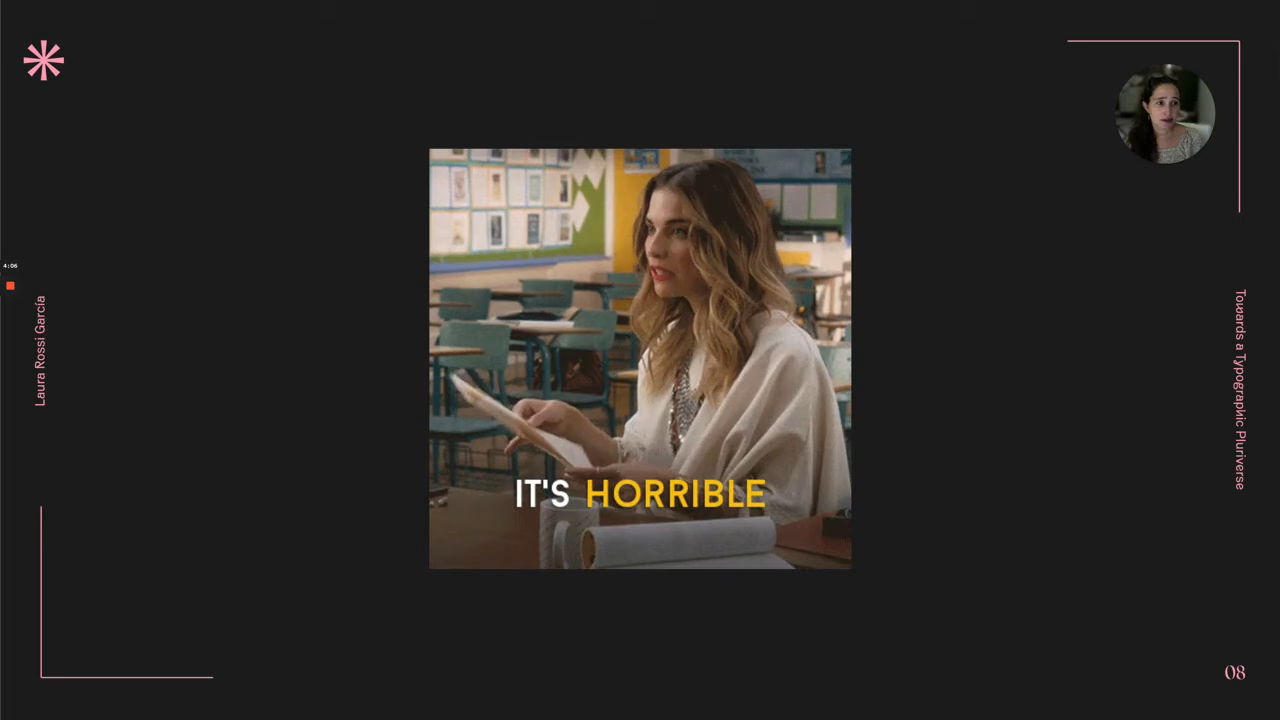 4:06
Laura Rossi García
IT'S HORRIBLE
Towards a Typographic Pluriverse
08